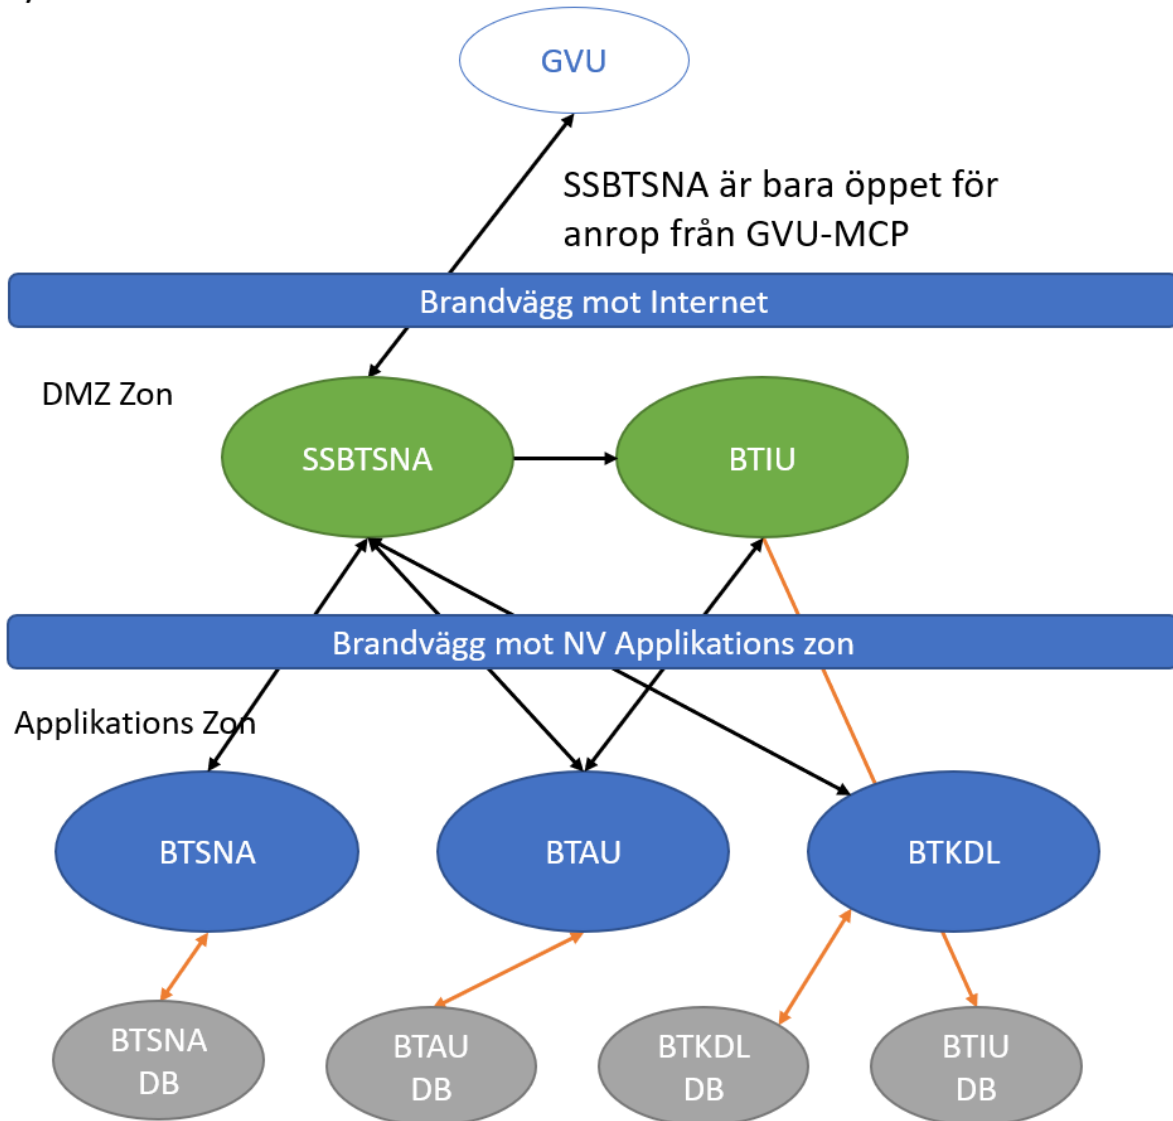 GVU
SSBTSNA är bara öppet för
anrop från GVU-MCP
Brandvägg mot Internet
DMZ Zon
SSBTSNA
BTIU
Brandvägg mot NV Applikations zon
Applikations Zon
BTSNA
BTAU
BTKDL
BTSNA
DB
BTAU
DB
BTKDL
DB
BTIU
DB